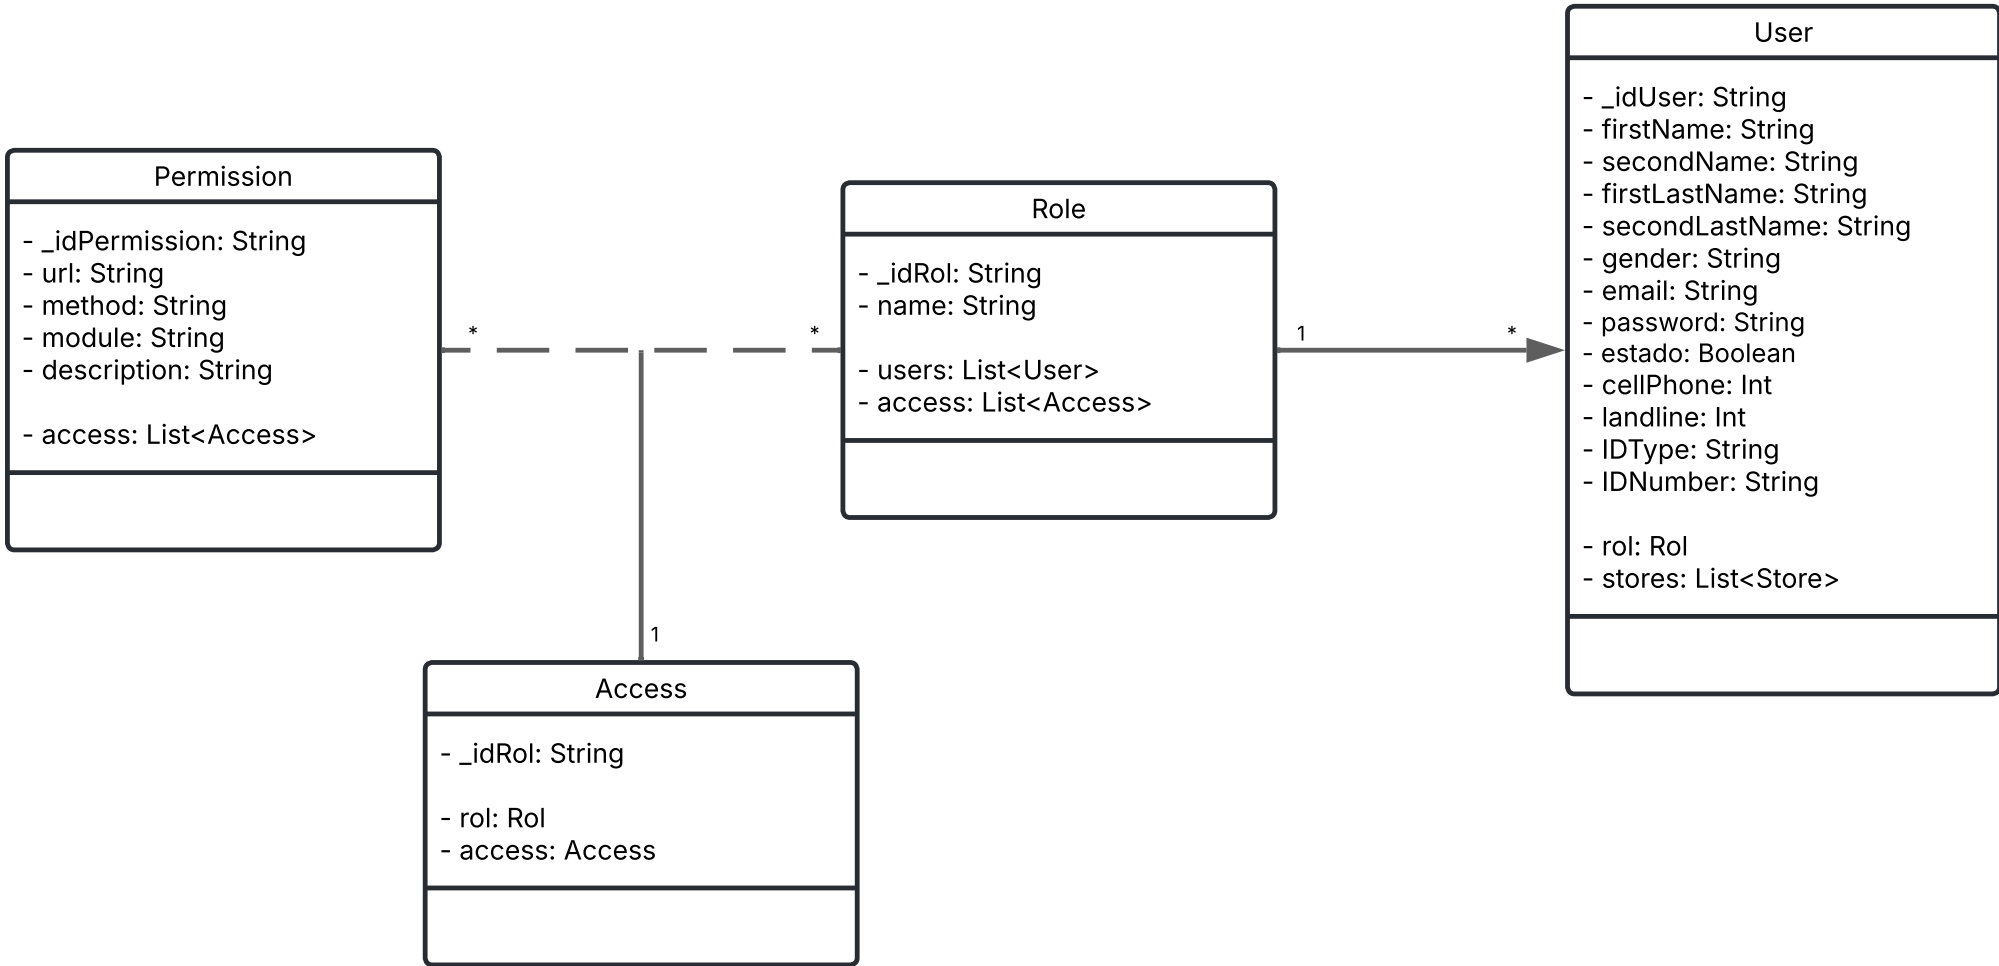 Permission
- _idPermission: String
- url: String
- method: String
- module: String
- description: String
- access: List<Access>
*
*
Role
- _idRol: String
- name: String
- users: List<User>
- access: List<Access>
1
*
User
- _idUser: String
- firstName: String
- secondName: String
- firstLastName: String
- secondLastName: String
- gender: String
- email: String
- password: String
- estado: Boolean
- cellPhone: Int
- landline: Int
- IDType: String
- IDNumber: String
- rol: Rol
- stores: List<Store>
1
Access
- _idRol: String
- rol: Rol
- access: Access